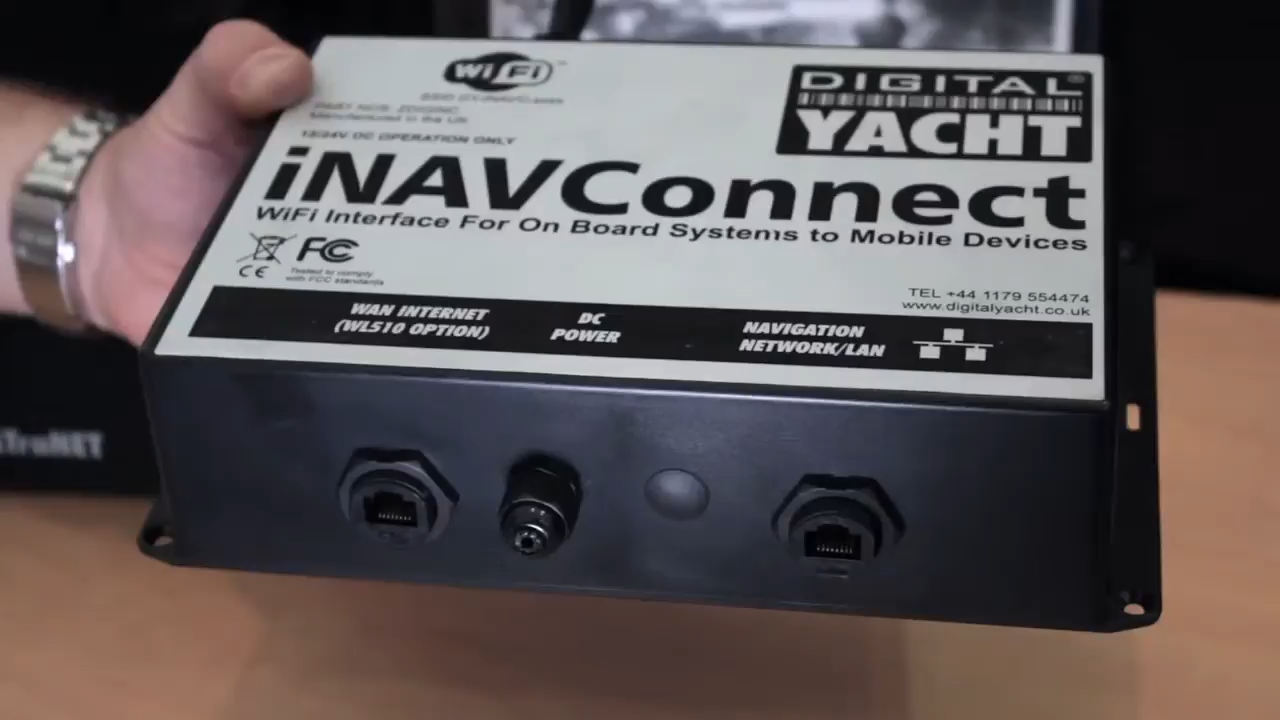 WiFi
Manufactured in the UK
12/24V DC OPERATION ONLY
DIGITAL
YACHT
iNAVConnect
WiFi Interface For On Board Systems to Mobile Devices
FC
CE
Tested to comply
with FCC standards
TEL +44 1179 554474
www.digitalyacht.co.uk
WAN INTERNET
(WL510 OPTION)
DC
POWER
NAVIGATION
NETWORK/LAN